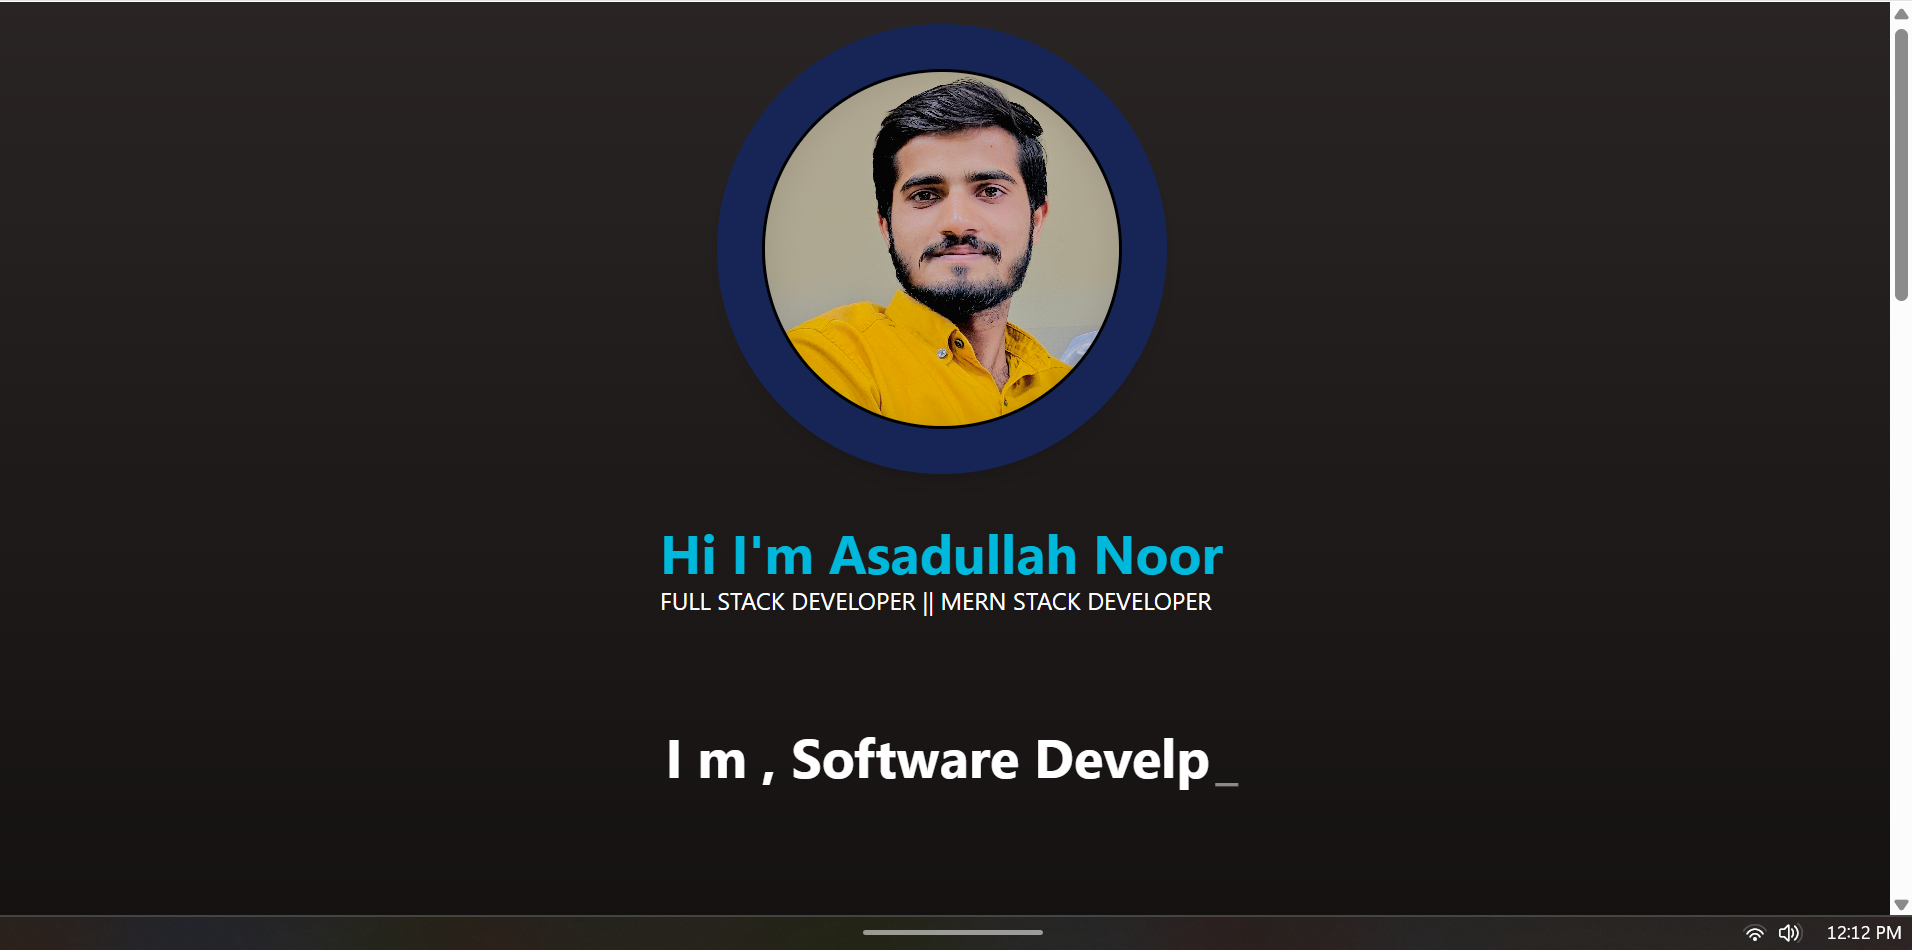 Hi I'm Asadullah Noor
FULL STACK DEVELOPER || MERN STACK DEVELOPER
I m , Software Develp_
12:12 PM